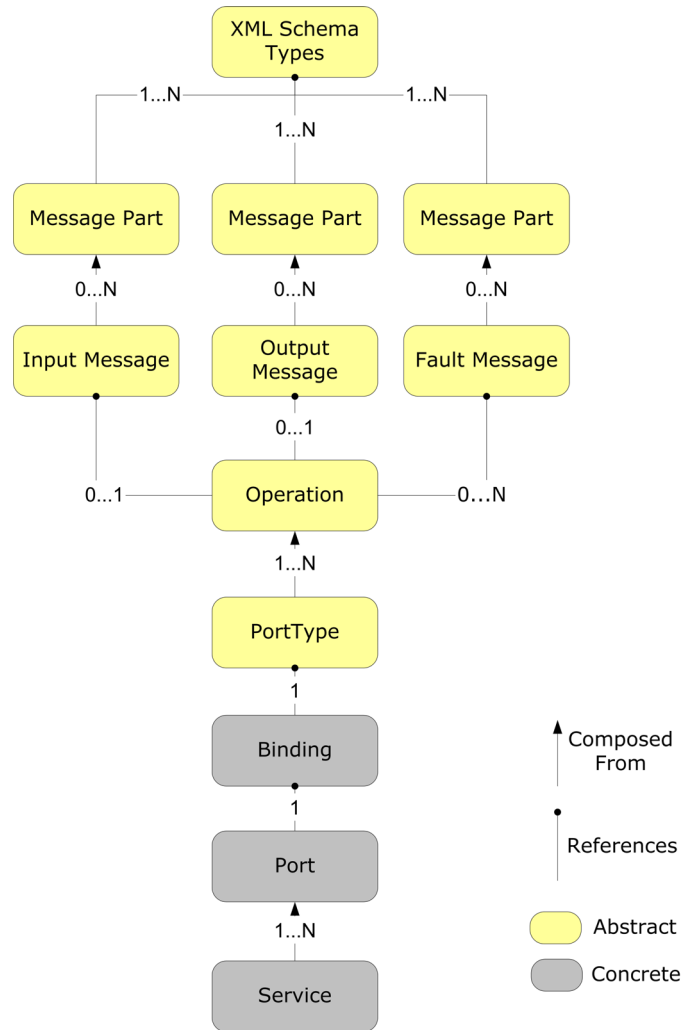 XML Schema
Types
1...N
1...N
1...N
Message Part
Message Part
Message Part
0...N
0...N
0...N
Input Message
Output
Message
Fault Message
0...1
0...1
Operation
0...N
1...N
PortType
1
Binding
1
Port
1...N
Service
Composed
From
References
Abstract
Concrete